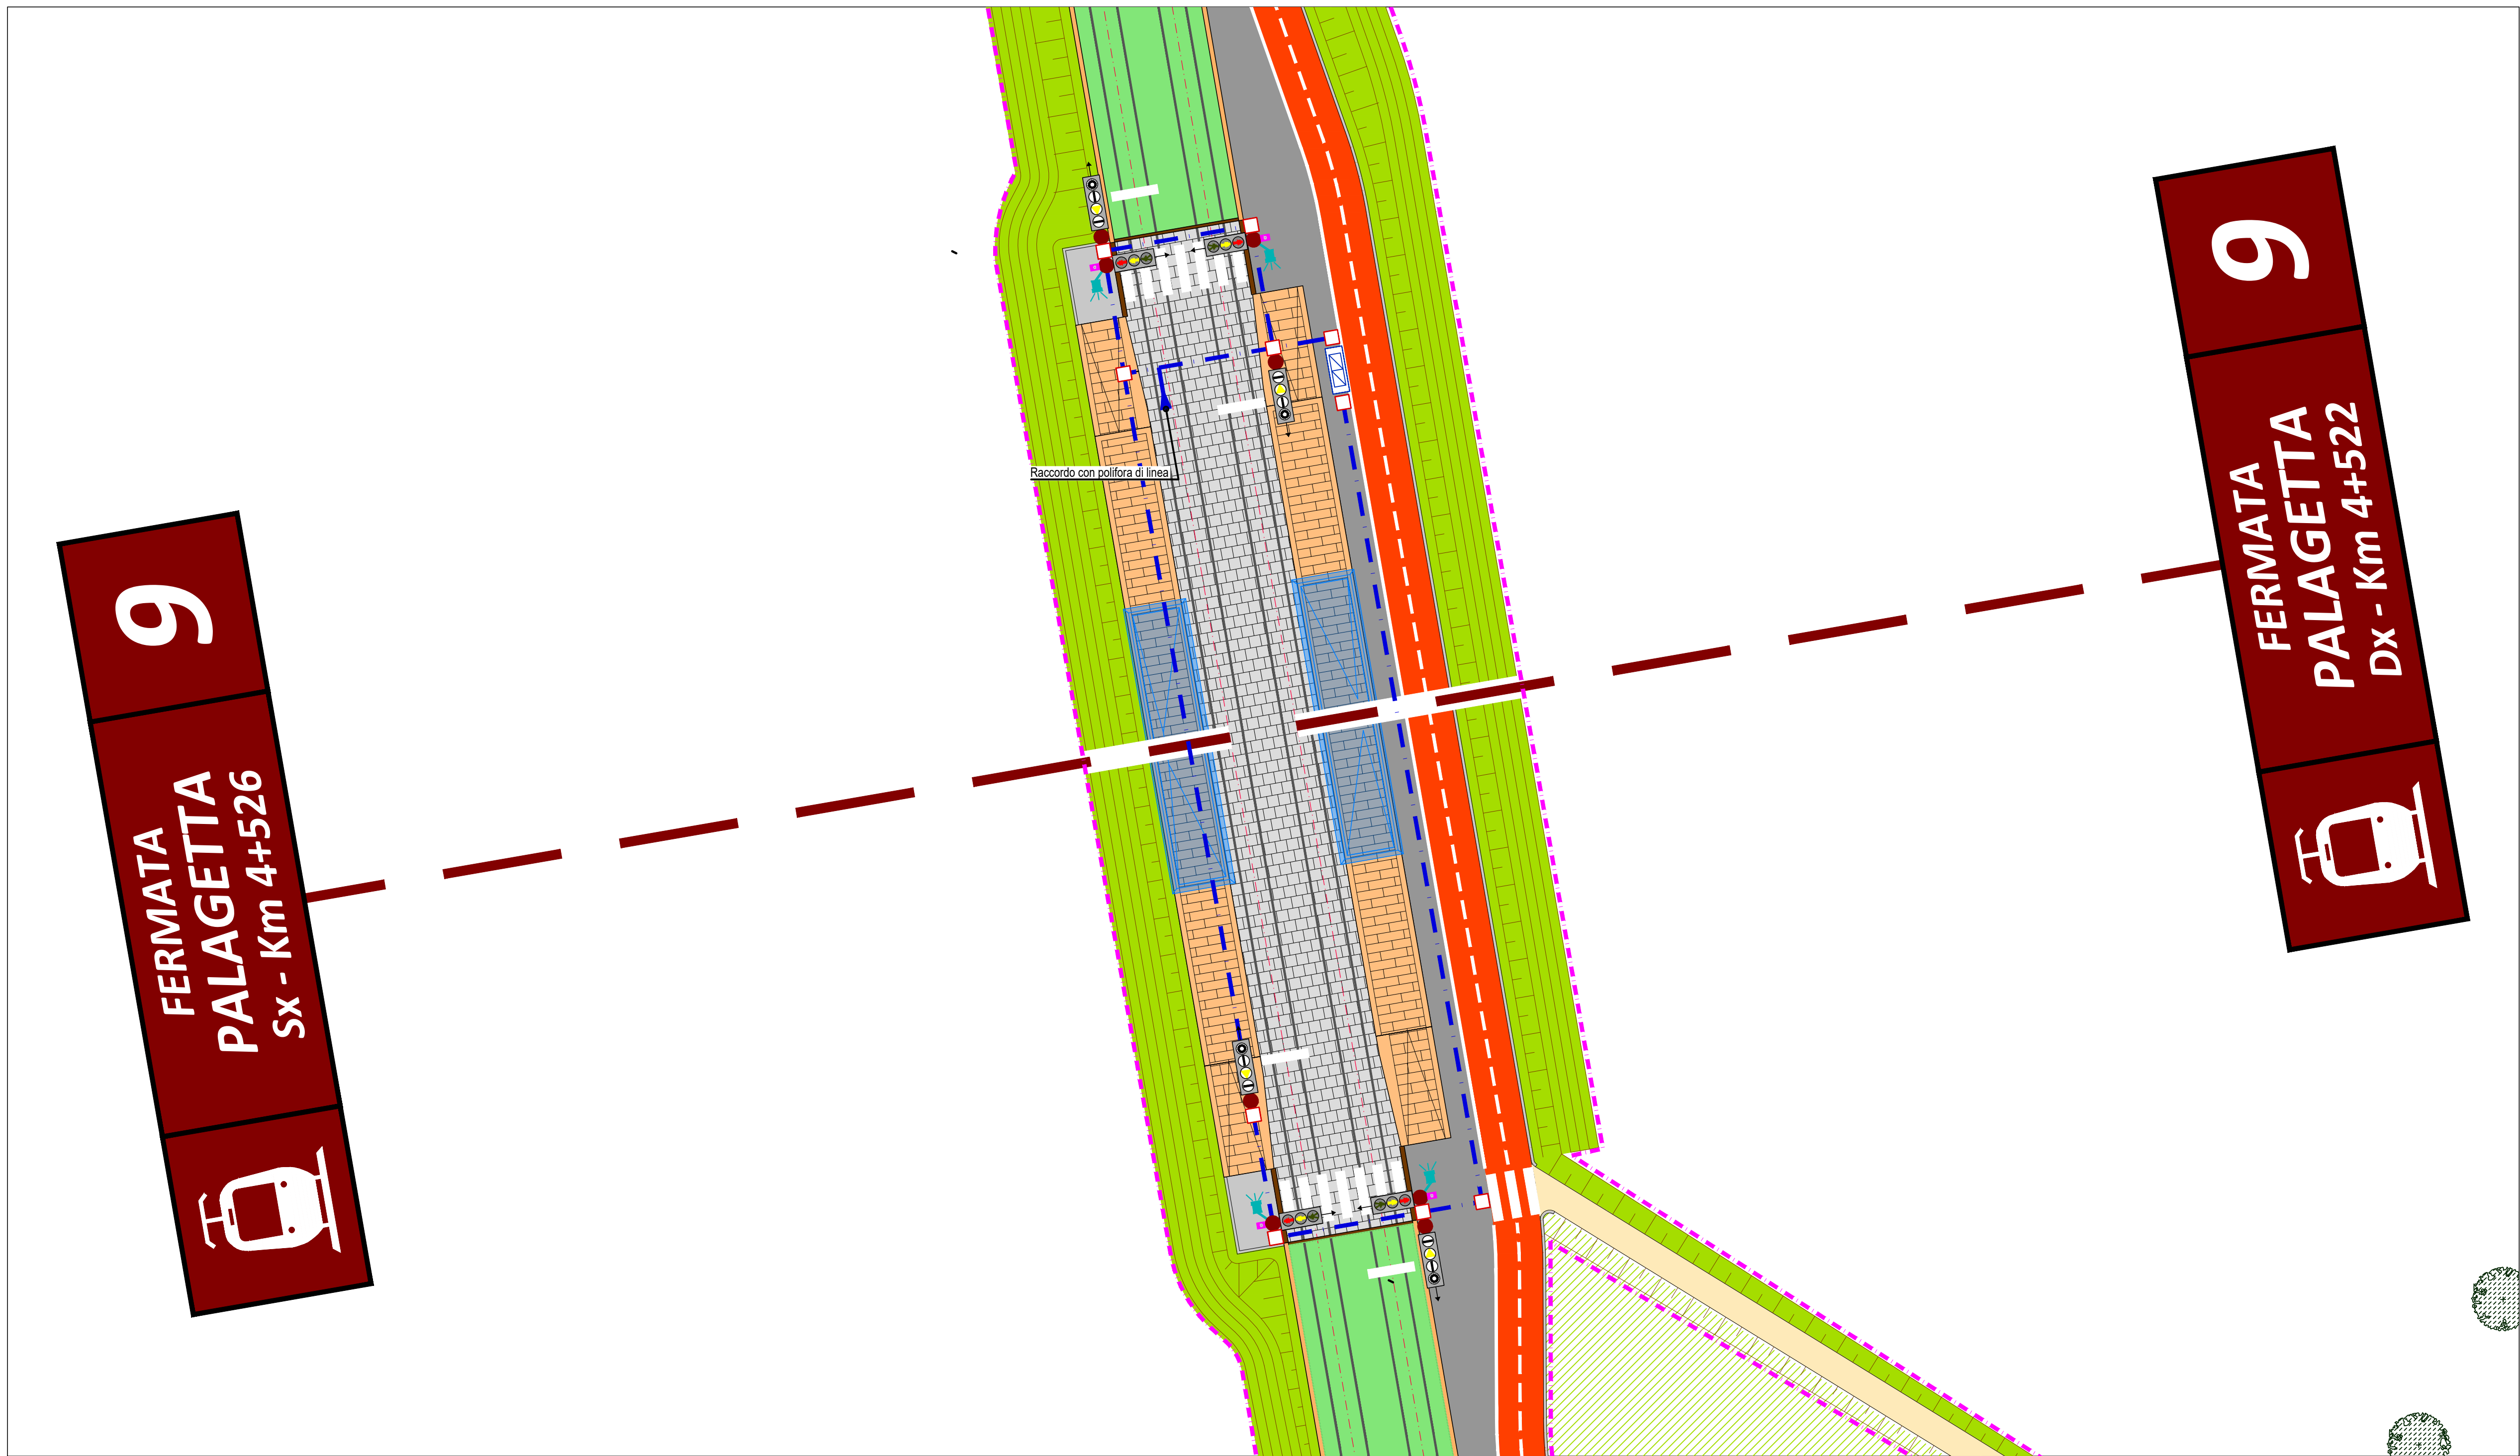 9
FERMATA
PALAGETTA
Sx - Km 4+526
Raccordo con polifora di linea
9
FERMATA
PALAGETTA
Dx - Km 4+522